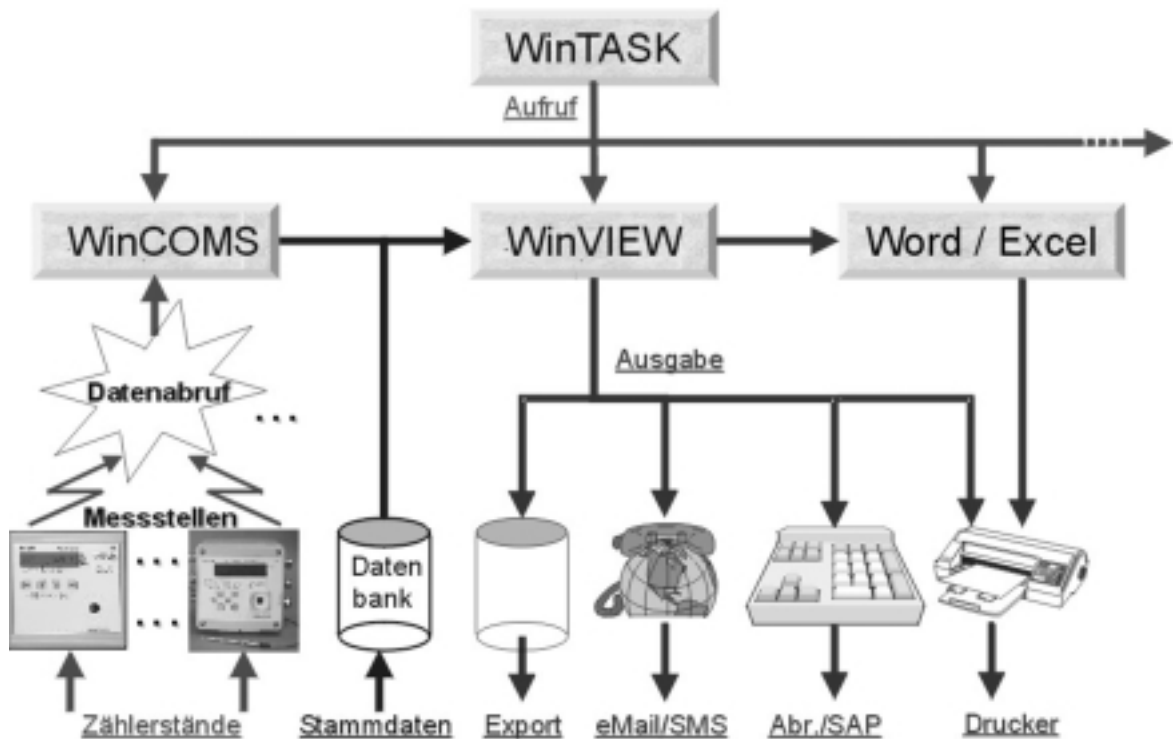 WinTASK
Aufruf
WinCOMS
WinVIEW
Word / Excel
Datenabruf
...
Ausgabe
Messstellen
...
...
Daten
bank
Zählerstände
Stammdaten
Export
eMail/SMS
Abr./SAP
Drucker